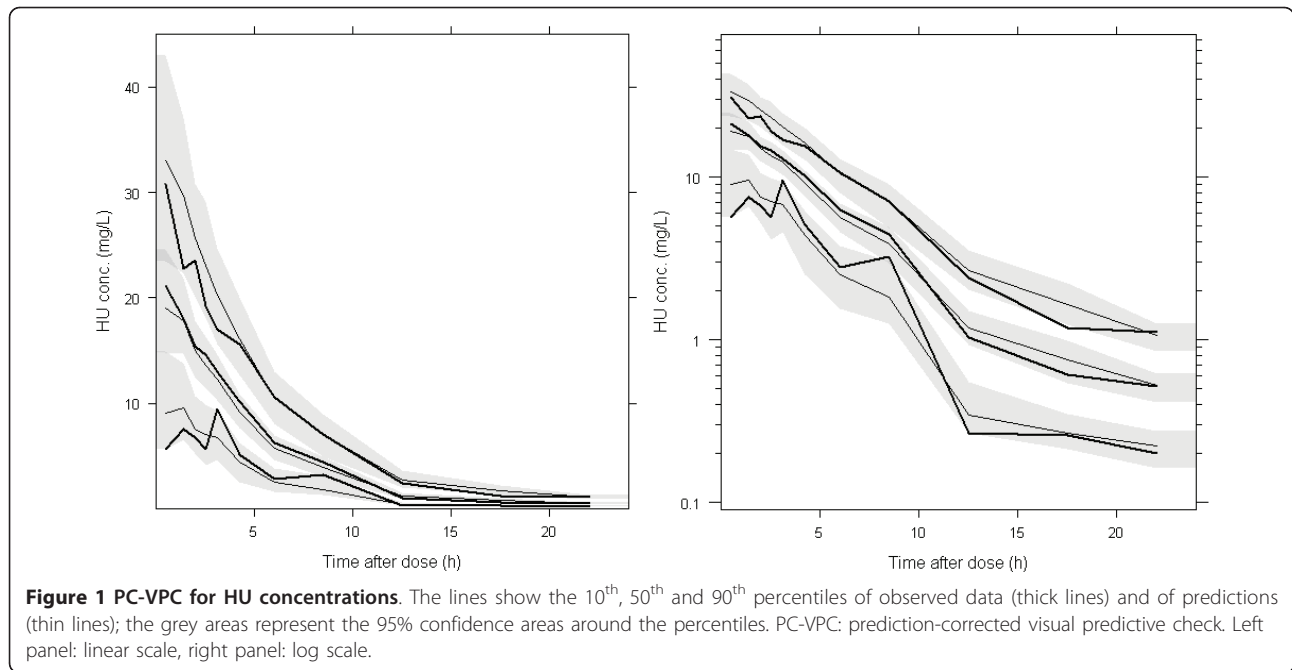 40
30
20
10
HU conc. (mg/L)
5
10
15
20
Time after dose (h)
10
1
0.1
HU conc. (mg/L)
5
10
15
20
Time after dose (h)
Figure 1 PC-VPC for HU concentrations. The lines show the 10th, 50th and 90th percentiles of observed data (thick lines) and of predictions
(thin lines); the grey areas represent the 95% confidence areas around the percentiles. PC-VPC: prediction-corrected visual predictive check. Left
panel: linear scale, right panel: log scale.